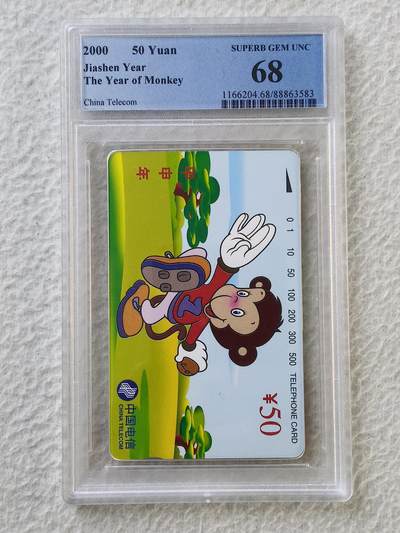 2000 50 Yuan
Jiashen Year
The Year of Monkey
China Telecom
SUPERB GEM UNC
68
1166204.68/88863583
甲申年
0 1 10 50 100 200 300 500 TELEPHONE CARD
¥50
中国电信
CHINA TELECOM